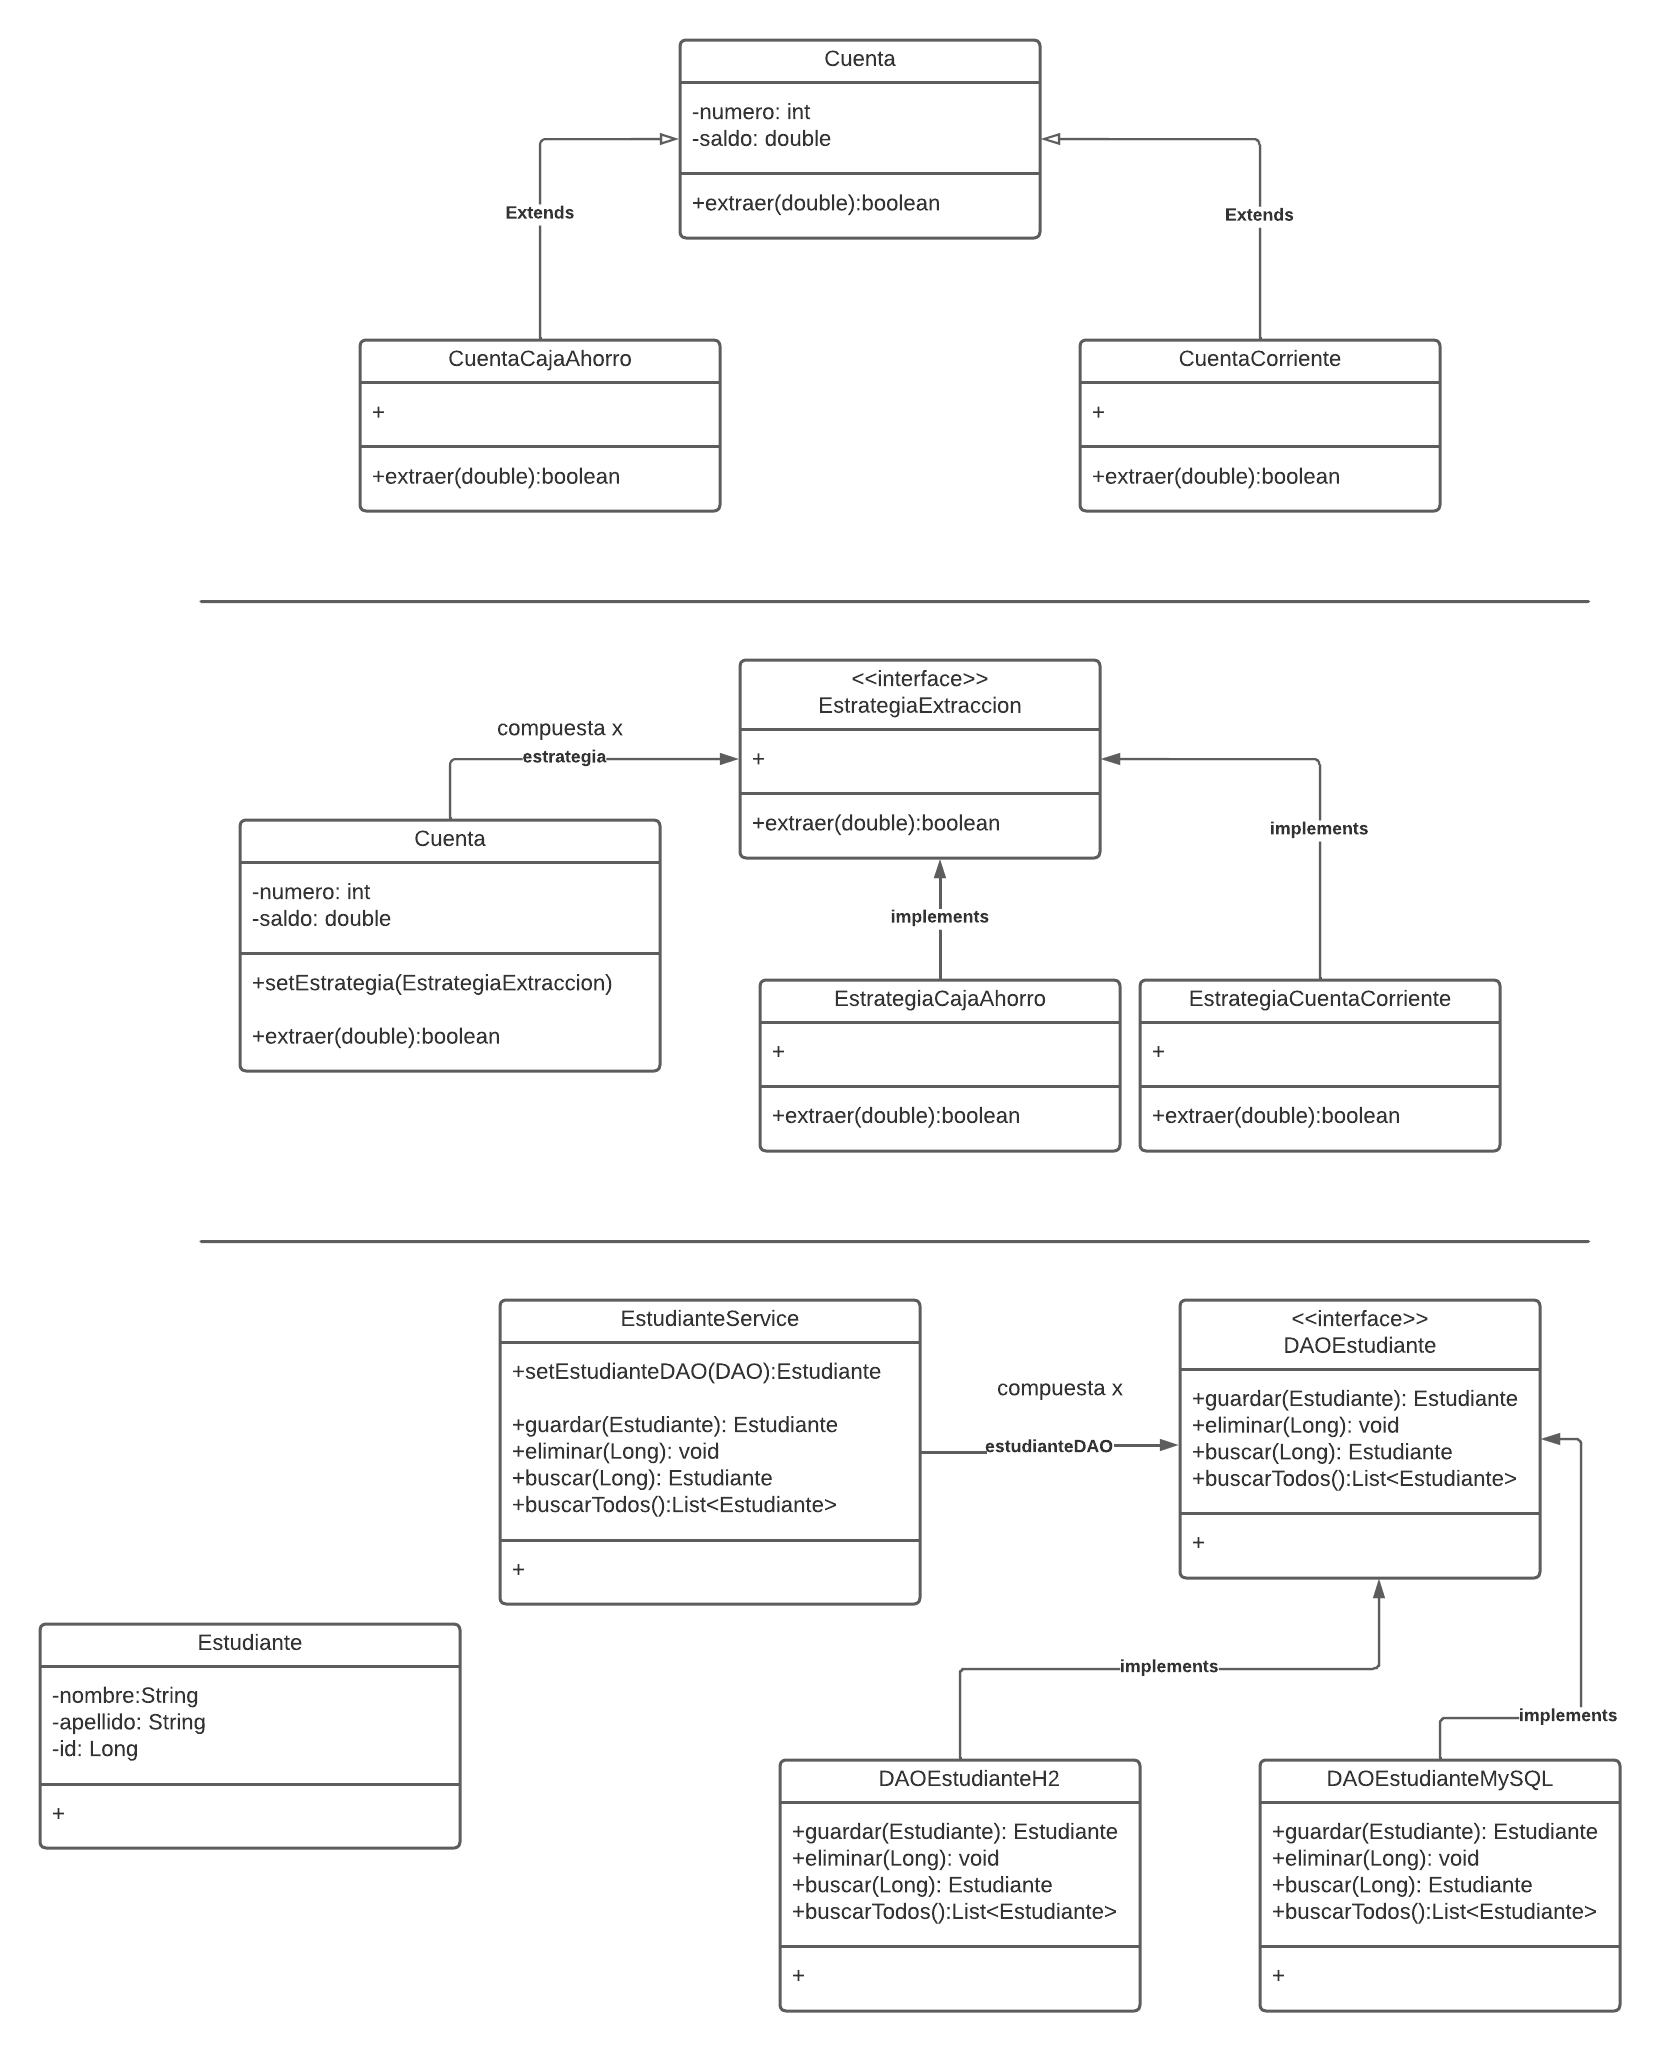 Cuenta
-numero: int
-saldo: double
+extraer(double):boolean
Extends
Extends
CuentaCajaAhorro
+
+extraer(double):boolean
CuentaCorriente
+
+extraer(double):boolean
<<interface>>
EstrategiaExtraccion
+
+extraer(double):boolean
compuesta x
estrategia
implements
implements
Cuenta
-numero: int
-saldo: double
+setEstrategia(EstrategiaExtraccion)
+extraer(double):boolean
EstrategiaCajaAhorro
+
+extraer(double):boolean
EstrategiaCuentaCorriente
+
+extraer(double):boolean
EstudianteService
+setEstudianteDAO(DAO):Estudiante
+guardar(Estudiante): Estudiante
+eliminar(Long): void
+buscar(Long): Estudiante
+buscarTodos():List<Estudiante>
+
compuesta x
estudianteDAO
<<interface>>
DAOEstudiante
+guardar(Estudiante): Estudiante
+eliminar(Long): void
+buscar(Long): Estudiante
+buscarTodos():List<Estudiante>
+
Estudiante
-nombre:String
-apellido: String
-id: Long
+
implements
implements
DAOEstudianteH2
+guardar(Estudiante): Estudiante
+eliminar(Long): void
+buscar(Long): Estudiante
+buscarTodos():List<Estudiante>
+
DAOEstudianteMySQL
+guardar(Estudiante): Estudiante
+eliminar(Long): void
+buscar(Long): Estudiante
+buscarTodos():List<Estudiante>
+